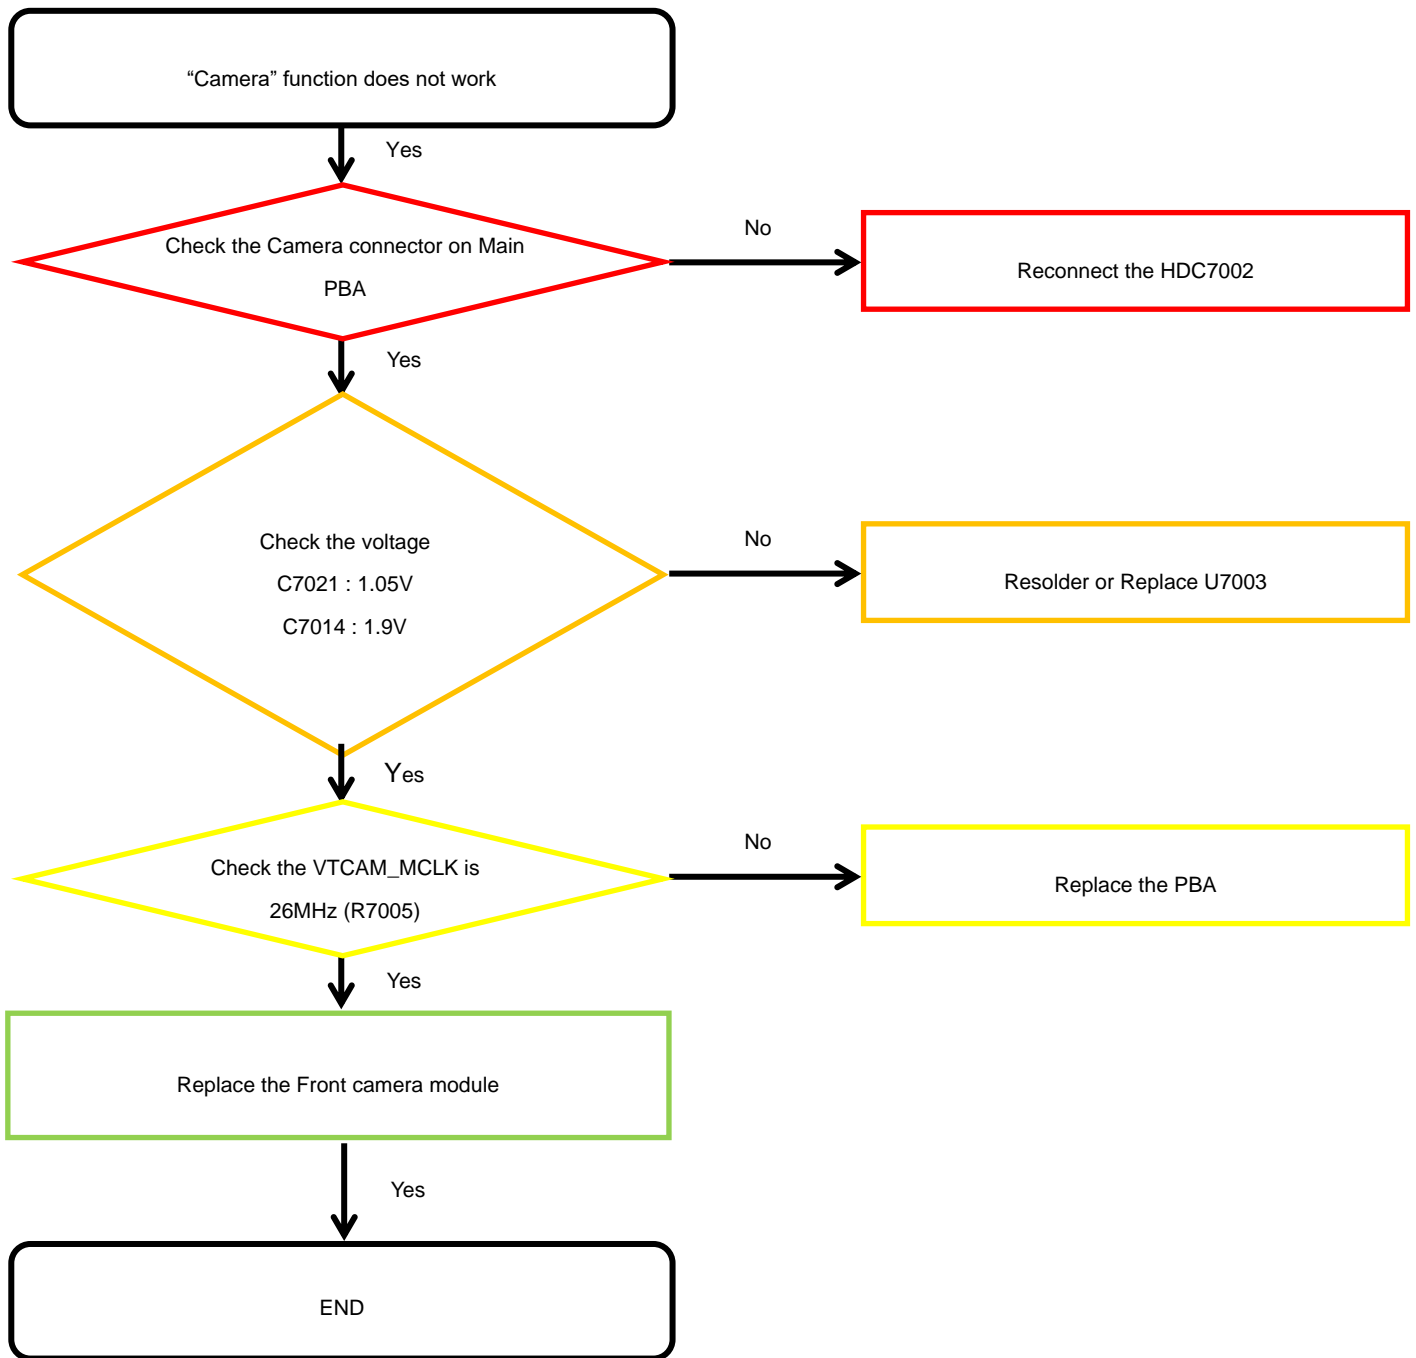 “Camera” function does not work
Yes
Check the Camera connector on Main
PBA
No
Reconnect the HDC7002
Yes
Check the voltage
C7021 : 1.05V
C7014 : 1.9V
No
Resolder or Replace U7003
Yes
Check the VTCAM_MCLK is
26MHz (R7005)
No
Replace the PBA
Yes
Replace the Front camera module
Yes
END